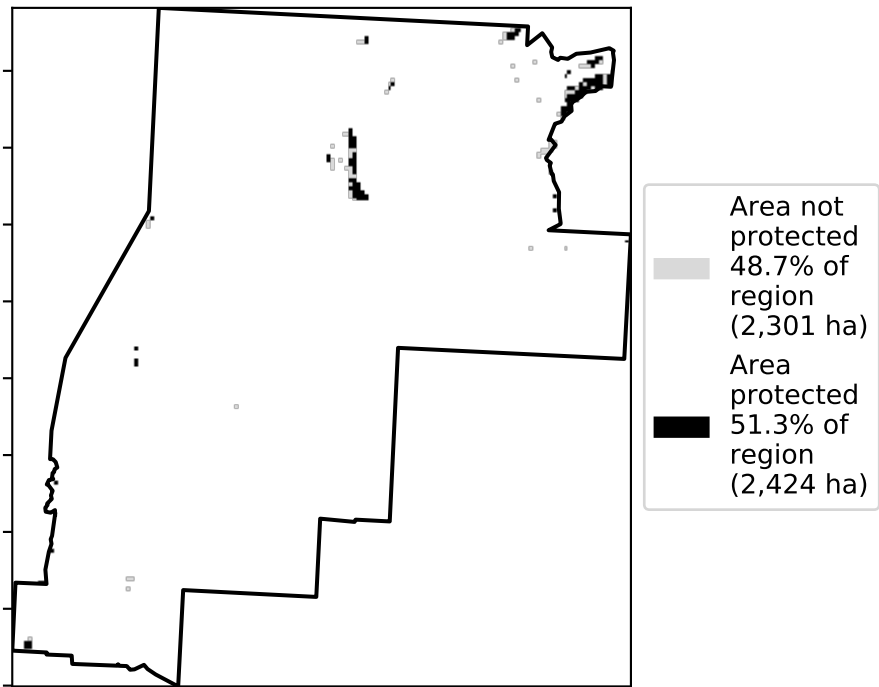 Area not
protected
48.7% of
region
(2,301 ha)
Area
protected
51.3% of
region
(2,424 ha)